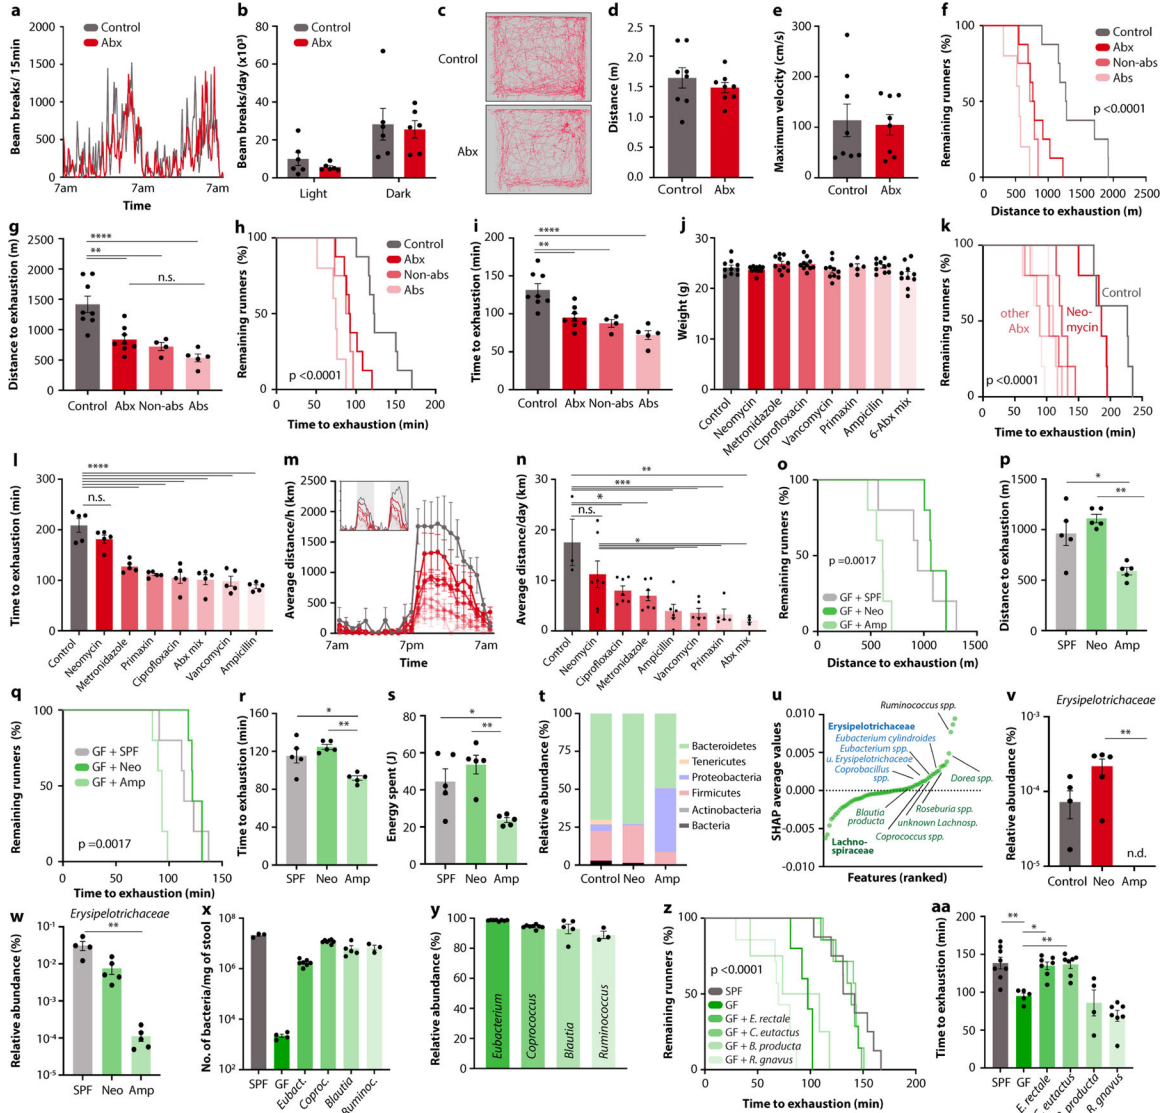 a
Control
Abx
Beam breaks / 15min
2000
1500
1000
500
0
7am 7am 7am
Time
b
Control
Abx
Beam breaks/day (x10³)
80
60
40
20
0
Light Dark
c
Control
Abx
d
Distance (m)
2.5
2.0
1.5
1.0
0.5
0.0
Control Abx
e
Maximum velocity (cm/s)
300
200
100
0
Control Abx
f
Remaining runners (%)
100
50
0
Control
Abx
Non-abs
Abs
p <0.0001
0 500 1000 1500 2000 2500
Distance to exhaustion (m)
g
Distance to exhaustion (m)
2500
2000
1500
1000
500
0
****
**
n.s.
Control Abx Non-abs Abs
h
Remaining runners (%)
100
50
0
Control
Abx
Non-abs
Abs
p <0.0001
0 50 100 150 200
Time to exhaustion (min)
i
Time to exhaustion (min)
200
150
100
50
0
****
**
Control Abx Non-abs Abs
j
Weight (g)
30
20
10
0
Control
Neomycin
Metronidazole
Ciprofloxacin
Vancomycin
Primaxin
Ampicilin
6-Abx mix
k
Remaining runners (%)
100
50
0
Control
Neo-
mycin
other
Abx
p <0.0001
0 100 200 300
Time to exhaustion (min)
l
Time to exhaustion (min)
300
200
100
0
****
n.s.
Control
Neomycin
Metronidazole
Primaxin
Ciprofloxacin
Abx mix
Vancomycin
Ampicillin
m
Average distance/h (km)
2500
2000
1500
1000
500
0
7am 7pm 7am
Time
n
Average distance/day (km)
30
20
10
0
**
***
*
n.s.
*
Control
Neomycin
Ciprofloxacin
Metronidazole
Ampicillin
Vancomycin
Primaxin
Abx mix
o
Remaining runners (%)
100
50
0
p =0.0017
GF + SPF
GF + Neo
GF + Amp
0 500 1000 1500
Distance to exhaustion (m)
p
Distance to exhaustion (m)
1500
1000
500
0
*
**
SPF Neo Amp
q
Remaining runners (%)
100
50
0
GF + SPF
GF + Neo
GF + Amp
p =0.0017
0 50 100 150
Time to exhaustion (min)
r
Time to exhaustion (min)
160
120
80
40
0
*
**
SPF Neo Amp
s
Energy spent (J)
80
60
40
20
0
*
**
SPF Neo Amp
t
Relative abundance (%)
100
75
50
25
0
Control Neo Amp
Bacteroidetes
Tenericutes
Proteobacteria
Firmicutes
Actinobacteria
Bacteria
u
SHAP average values
0.010
0.005
0.000
-0.005
-0.010
Ruminococcus spp.
Erysipelotrichaceae
Eubacterium cylindroides
Eubacterium spp.
u. Erysipelotrichaceae
Coprobacillus
spp.
Dorea spp.
Blautia
producta
Roseburia spp.
unknown Lachnosp.
Coprococcus spp.
Lachno-
spiraceae
Features (ranked)
v
Erysipelotrichaceae
Relative abundance (%)
10⁻³
10⁻⁴
10⁻⁵
**
n.d.
Control Neo Amp
w
Erysipelotrichaceae
Relative abundance (%)
10⁻¹
10⁻²
10⁻³
10⁻⁴
10⁻⁵
**
SPF Neo Amp
x
No. of bacteria/mg of stool
10⁸
10⁶
10⁴
10²
SPF
GF
Eubact.
Coproc.
Blautia
Ruminoc.
y
Relative abundance (%)
100
80
60
40
20
0
Eubacterium
Coprococcus
Blautia
Ruminococcus
z
Remaining runners (%)
100
50
0
p <0.0001
SPF
GF
GF + E. rectale
GF + C. eutactus
GF + B. producta
GF + R. gnavus
0 50 100 150 200
Time to exhaustion (min)
aa
Time to exhaustion (min)
200
150
100
50
0
**
*
**
SPF
GF
E. rectale
eutactus
producta
R. gnavus